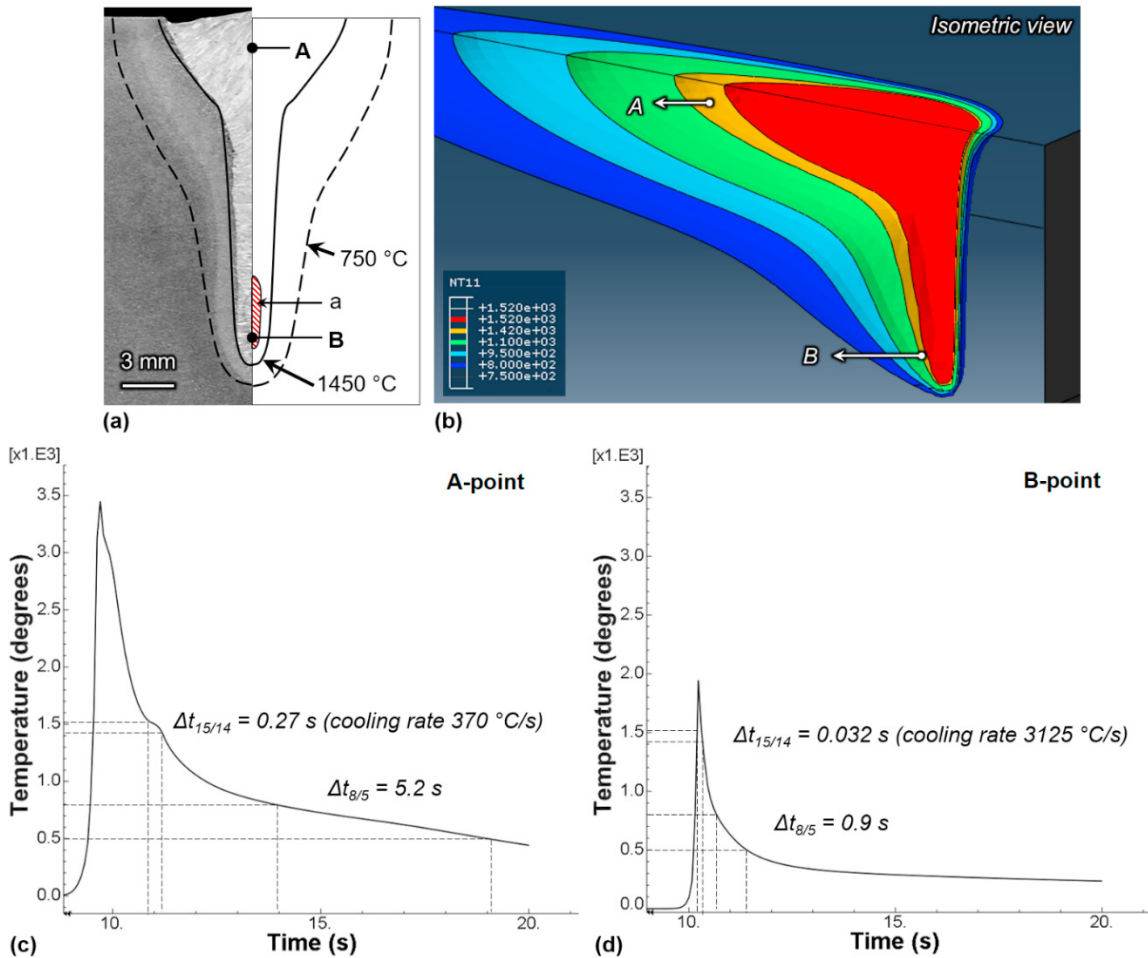 A
750 °C
a
B
1450 °C
3 mm
(a)
Isometric view
A
B
NT11
+1.520e+03
+1.520e+03
+1.420e+03
+1.100e+03
+9.500e+02
+8.000e+02
+7.500e+02
(b)
[x1.E3]
A-point
3.5
3.0
2.5
2.0
1.5
1.0
0.5
0.0
Temperature (degrees)
Δt15/14 = 0.27 s (cooling rate 370 °C/s)
Δt8/5 = 5.2 s
10. 15. 20.
Time (s)
(c)
[x1.E3]
B-point
3.5
3.0
2.5
2.0
1.5
1.0
0.5
0.0
Temperature (degrees)
Δt15/14 = 0.032 s (cooling rate 3125 °C/s)
Δt8/5 = 0.9 s
10. 15. 20.
Time (s)
(d)